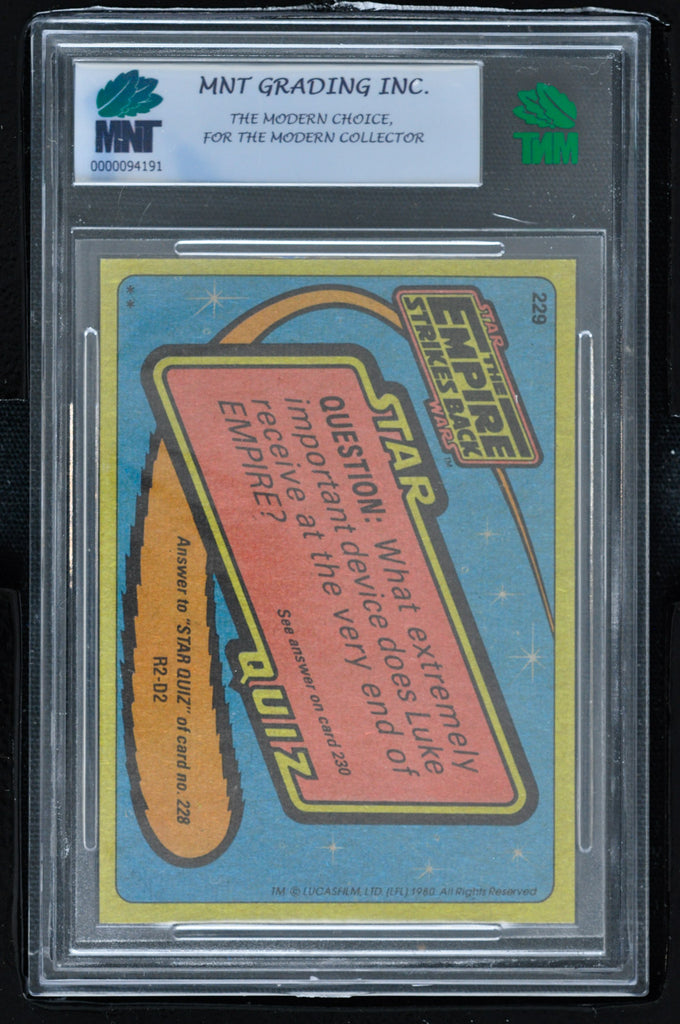 MNT GRADING INC.
THE MODERN CHOICE,
FOR THE MODERN COLLECTOR
MNT
0000094191
MNT
229
STAR
THE
EMPIRE
STRIKES BACK
WARS™
STAR
QUESTION: What extremely
important device does Luke
receive at the very end of
EMPIRE?
See answer on card 230
QUIZ
Answer to "STAR QUIZ" of card no. 228
R2-D2
* *
TM © LUCASFILM, LTD. (LFL) 1980. All Rights Reserved